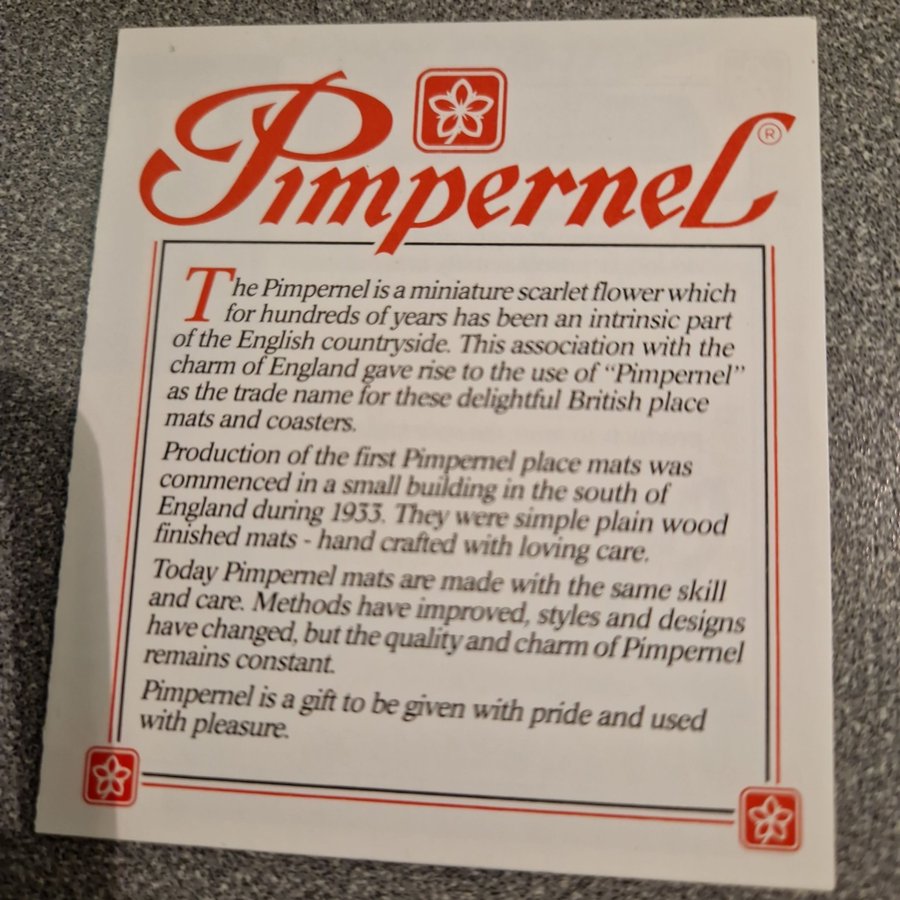 Pimpernel ®
The Pimpernel is a miniature scarlet flower which
for hundreds of years has been an intrinsic part
of the English countryside. This association with the
charm of England gave rise to the use of “Pimpernel”
as the trade name for these delightful British place
mats and coasters.
Production of the first Pimpernel place mats was
commenced in a small building in the south of
England during 1933. They were simple plain wood
finished mats - hand crafted with loving care.
Today Pimpernel mats are made with the same skill
and care. Methods have improved, styles and designs
have changed, but the quality and charm of Pimpernel
remains constant.
Pimpernel is a gift to be given with pride and used
with pleasure.